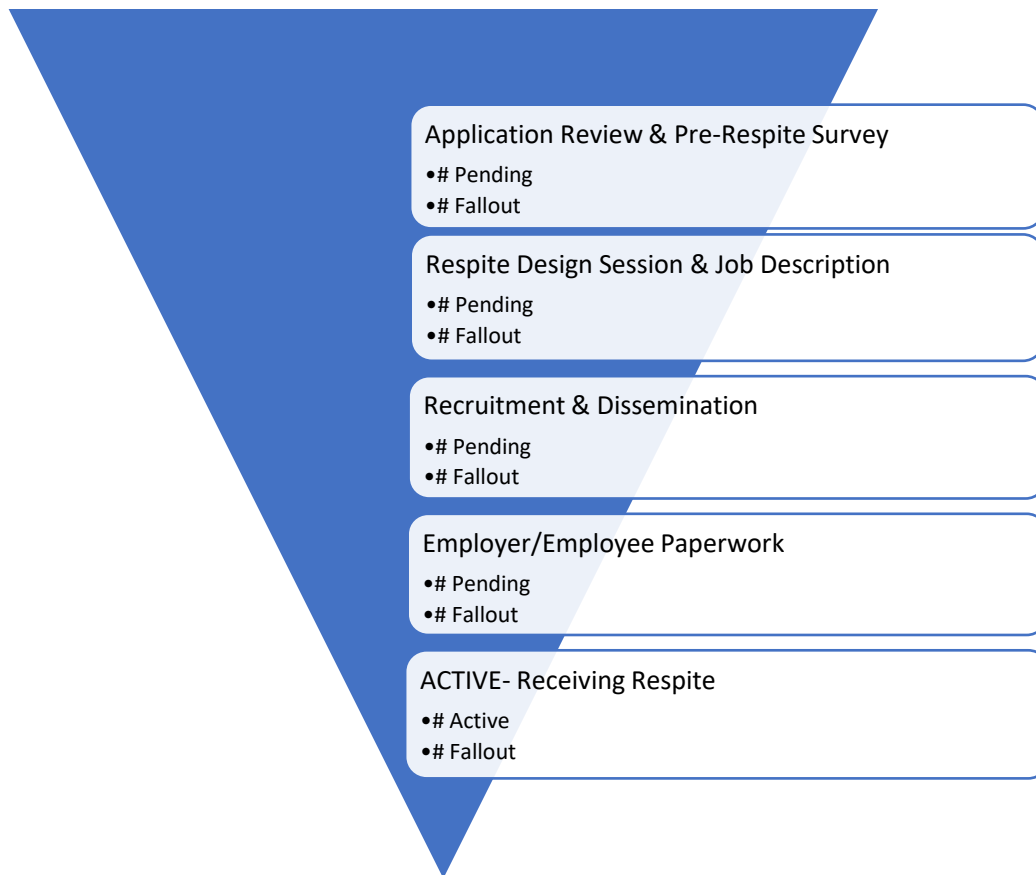 Application Review & Pre-Respite Survey
•# Pending
•# Fallout
Respite Design Session & Job Description
•# Pending
•# Fallout
Recruitment & Dissemination
•# Pending
•# Fallout
Employer/Employee Paperwork
•# Pending
•# Fallout
ACTIVE- Receiving Respite
•# Active
•# Fallout